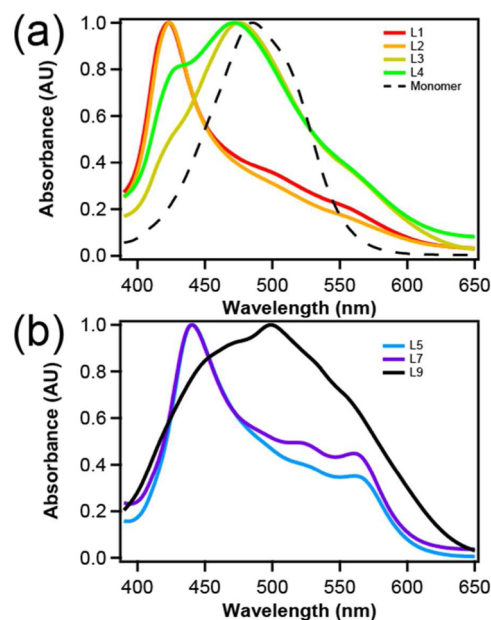 (a)
Absorbance (AU)
1.0
0.8
0.6
0.4
0.2
0.0
L1
L2
L3
L4
Monomer
400 450 500 550 600 650
Wavelength (nm)
(b)
Absorbance (AU)
1.0
0.8
0.6
0.4
0.2
0.0
L5
L7
L9
400 450 500 550 600 650
Wavelength (nm)